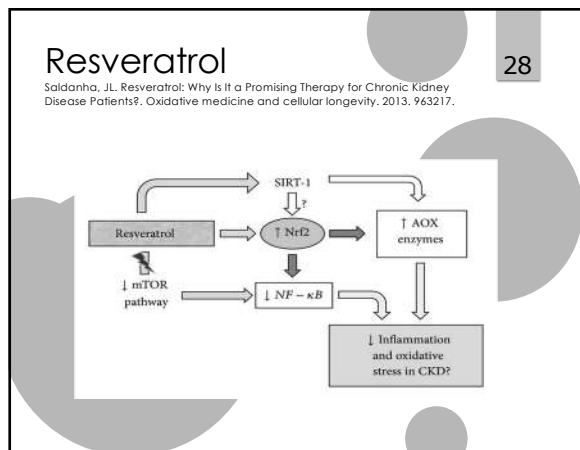 Resveratrol
28
Saldanha, JL. Resveratrol: Why Is It a Promising Therapy for Chronic Kidney
Disease Patients?. Oxidative medicine and cellular longevity. 2013. 963217.
SIRT-1
?
Resveratrol
↑ Nrf2
↑ AOX
enzymes
↓ mTOR
pathway
↓ NF – κB
↓ Inflammation
and oxidative
stress in CKD?